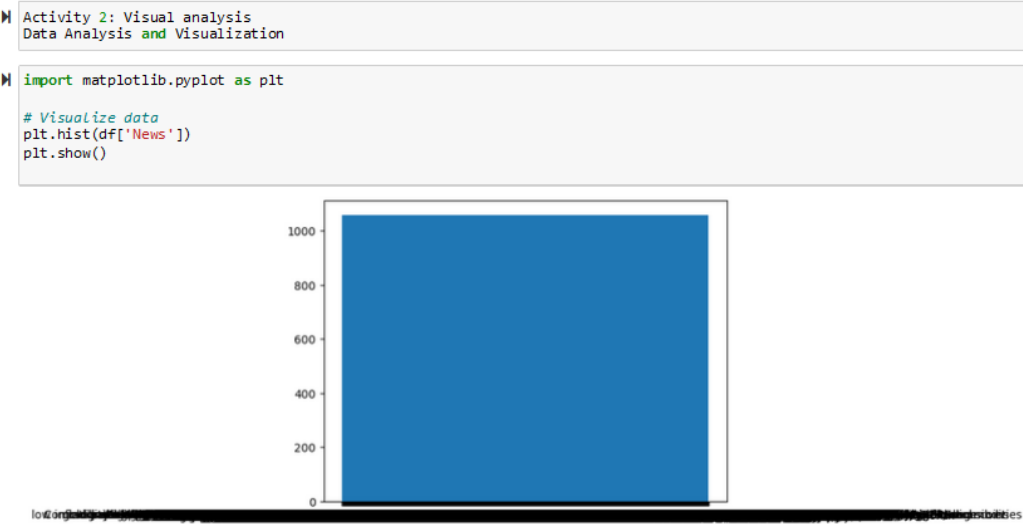 Activity 2: Visual analysis
Data Analysis and Visualization
import matplotlib.pyplot as plt
# Visualize data
plt.hist(df['News'])
plt.show()
1000
800
600
400
200
0